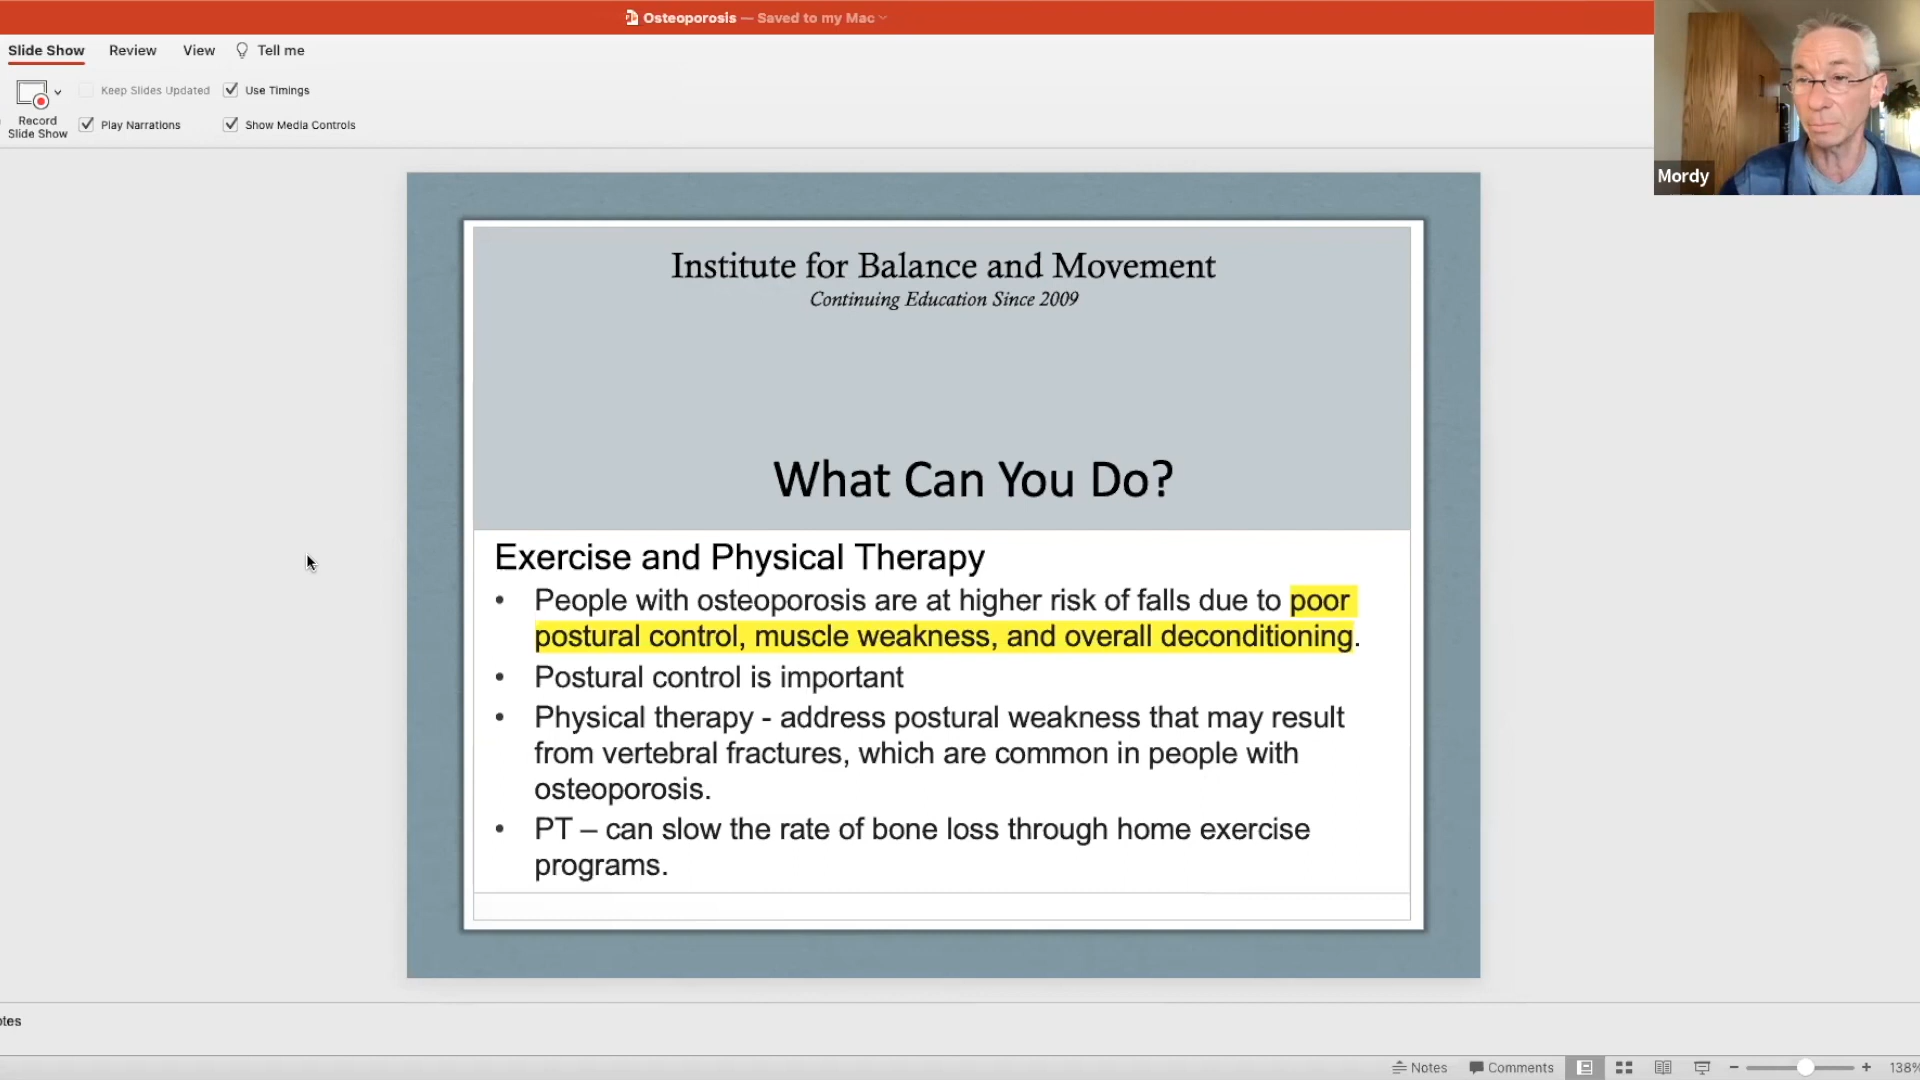 Osteoporosis — Saved to my Mac
Slide Show Review View Tell me
Keep Slides Updated Use Timings
Record
Slide Show
Play Narrations Show Media Controls
Mordy
Institute for Balance and Movement
Continuing Education Since 2009
What Can You Do?
Exercise and Physical Therapy
• People with osteoporosis are at higher risk of falls due to poor
postural control, muscle weakness, and overall deconditioning.
• Postural control is important
• Physical therapy - address postural weakness that may result
from vertebral fractures, which are common in people with
osteoporosis.
• PT – can slow the rate of bone loss through home exercise
programs.
otes
Notes Comments 138%